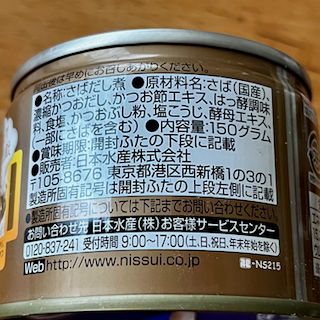 開缶後は早めにお召しあがりください。
●名称:さばだし煮 ●原材料名:さば(国産)、
濃縮かつおだし、かつお節エキス、はっ酵調味
料、食塩、かつおぶし粉、塩こうじ、酵母エキス、
(一部にさばを含む) ●内容量:150グラム
●賞味期限:開封ふたの下段に記載
●販売者:日本水産株式会社
〒105-8676 東京都港区西新橋1の3の1
製造所固有記号は開封ふたの上段左側に記載
●製造所固有記号については下記までお問い合わせください。
お問い合わせ先 日本水産(株)お客様サービスセンター
0120-837-241 受付時間 9:00〜17:00(土、日、祝日、年末年始を除く)
Web http://www.nissui.co.jp
-NS215